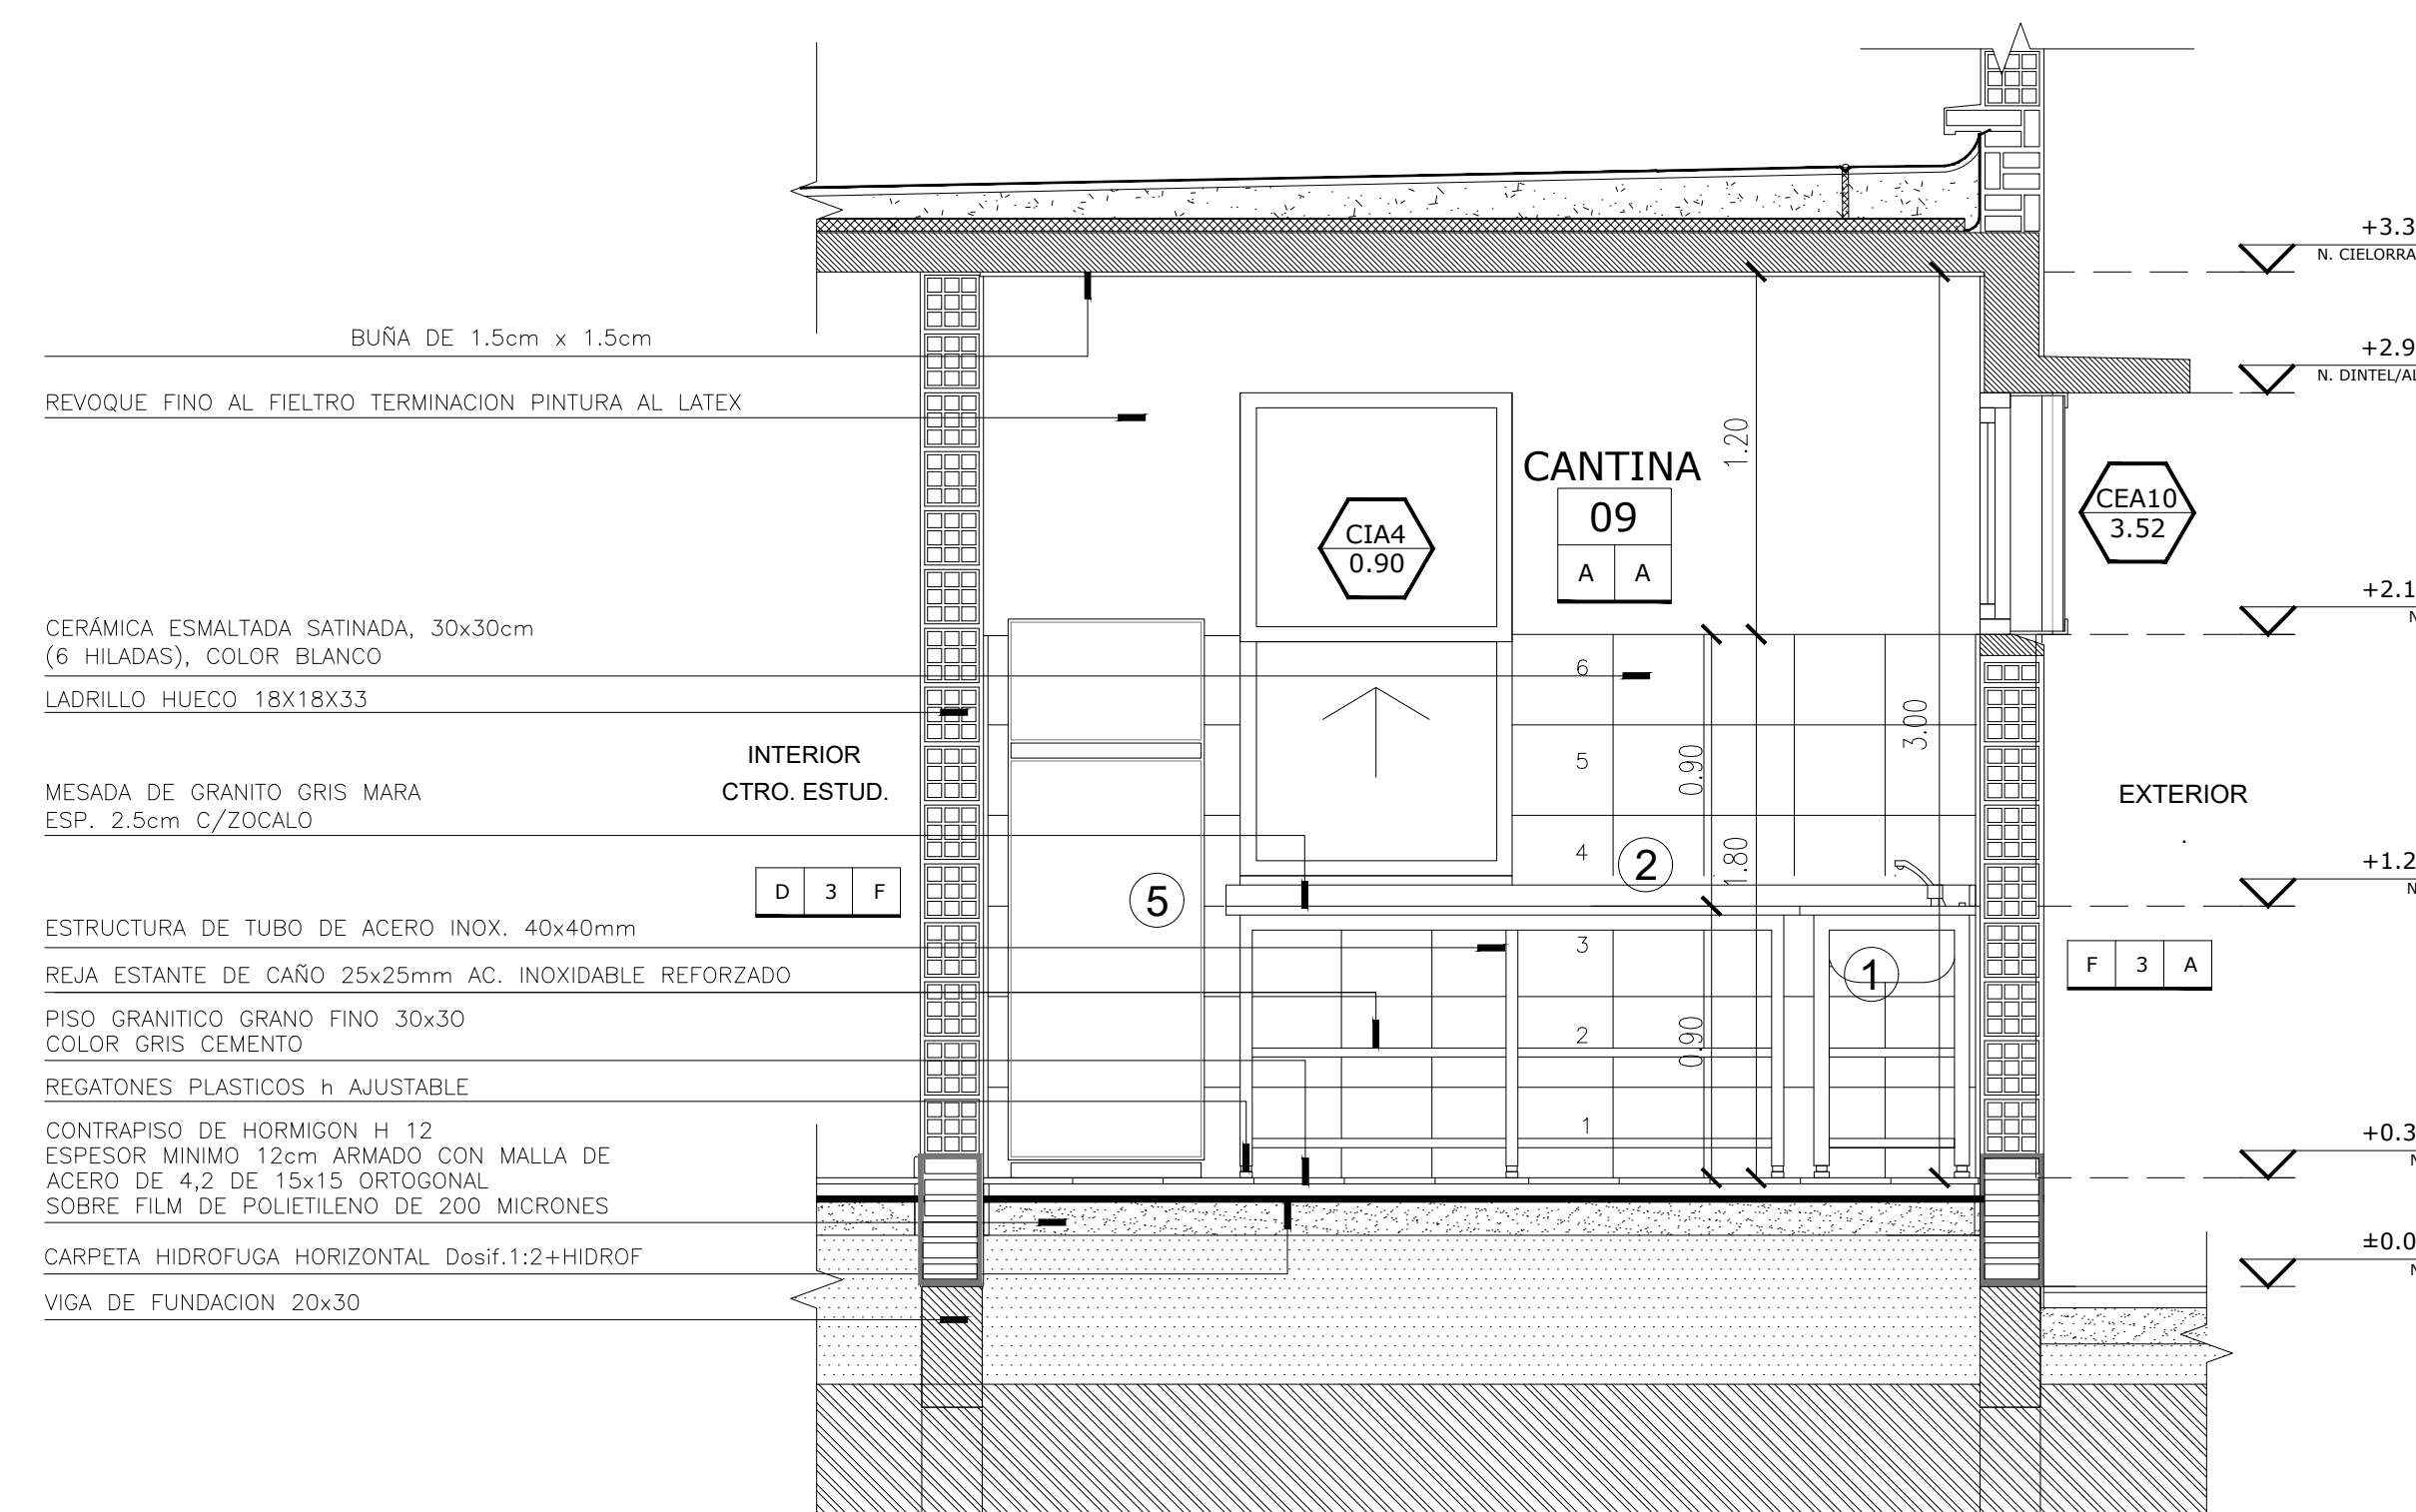 BUÑA DE 1.5cm x 1.5cm
REVOQUE FINO AL FIELTRO TERMINACION PINTURA AL LATEX
CERÁMICA ESMALTADA SATINADA, 30x30cm
(6 HILADAS), COLOR BLANCO
LADRILLO HUECO 18X18X33
MESADA DE GRANITO GRIS MARA
ESP. 2.5cm C/ZOCALO
ESTRUCTURA DE TUBO DE ACERO INOX. 40x40mm
REJA ESTANTE DE CAÑO 25x25mm AC. INOXIDABLE REFORZADO
PISO GRANITICO GRANO FINO 30x30
COLOR GRIS CEMENTO
REGATONES PLASTICOS h AJUSTABLE
CONTRAPISO DE HORMIGON H 12
ESPESOR MINIMO 12cm ARMADO CON MALLA DE
ACERO DE 4,2 DE 15x15 ORTOGONAL
SOBRE FILM DE POLIETILENO DE 200 MICRONES
CARPETA HIDROFUGA HORIZONTAL Dosif.1:2+HIDROF
VIGA DE FUNDACION 20x30
INTERIOR
CTRO. ESTUD.
D 3 F
CANTINA
09
A A
CIA4
0.90
5
2
1
6
5
4
3
2
1
1.20
0.90
1.80
0.90
3.00
CEA10
3.52
EXTERIOR
.
F 3 A
+3.3
N. CIELORRA
+2.9
N. DINTEL/AL
+2.1
N
+1.2
N
+0.3
N
±0.0
N